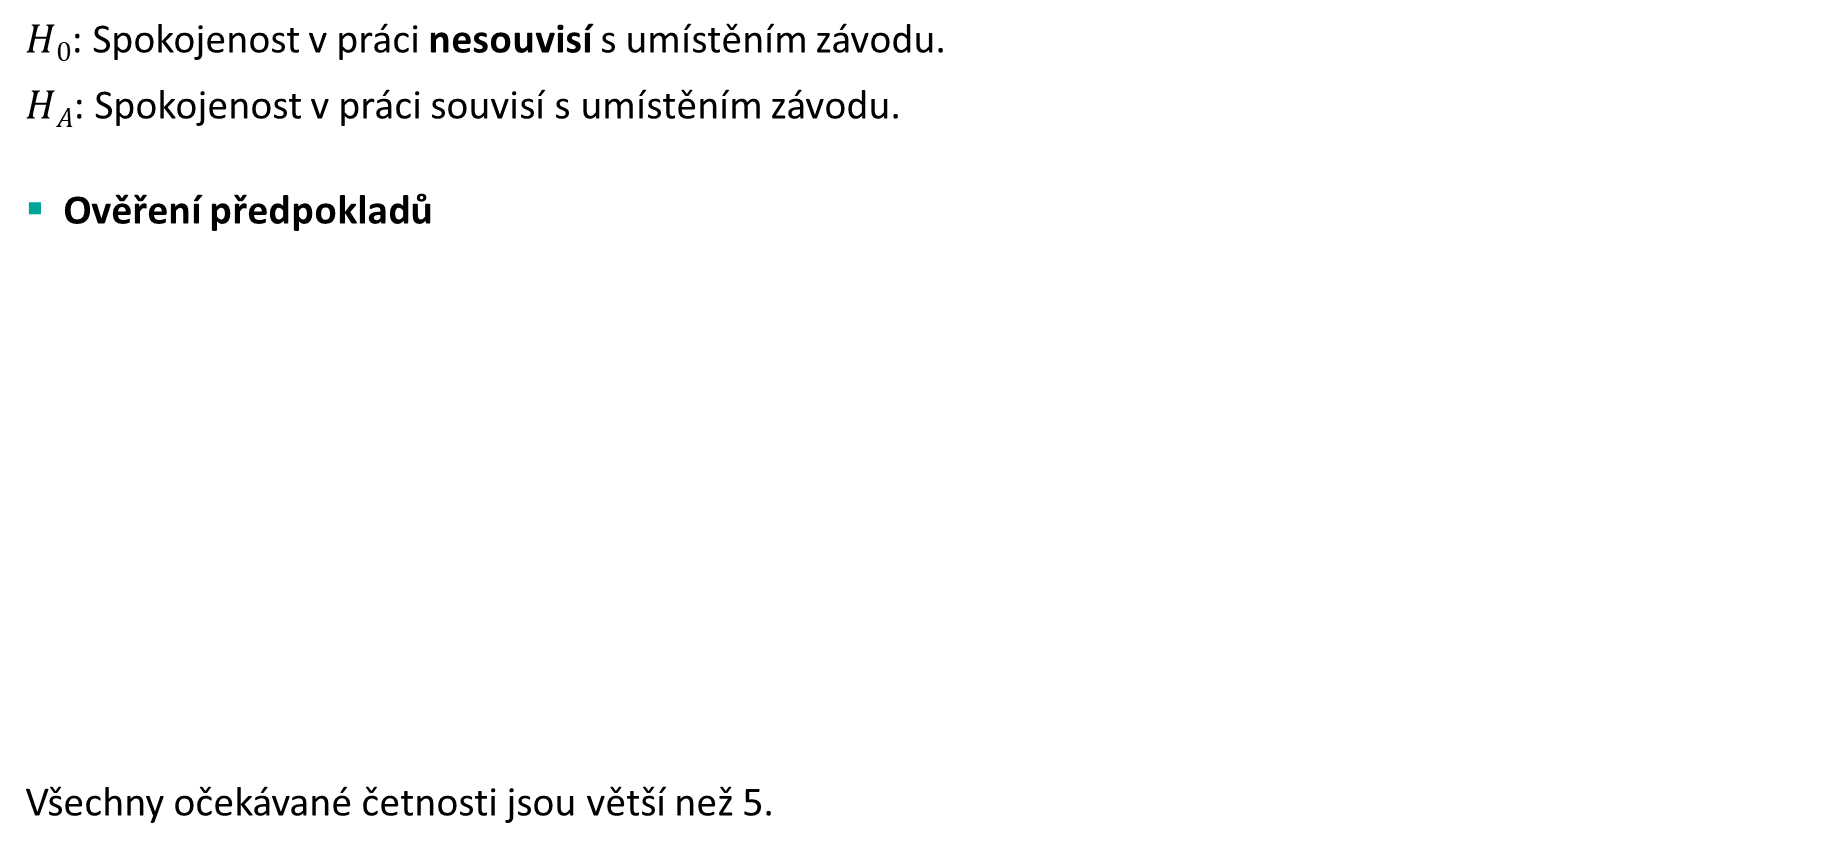 H₀: Spokojenost v práci nesouvisí s umístěním závodu.
H_A: Spokojenost v práci souvisí s umístěním závodu.
▪ Ověření předpokladů
Všechny očekávané četnosti jsou větší než 5.